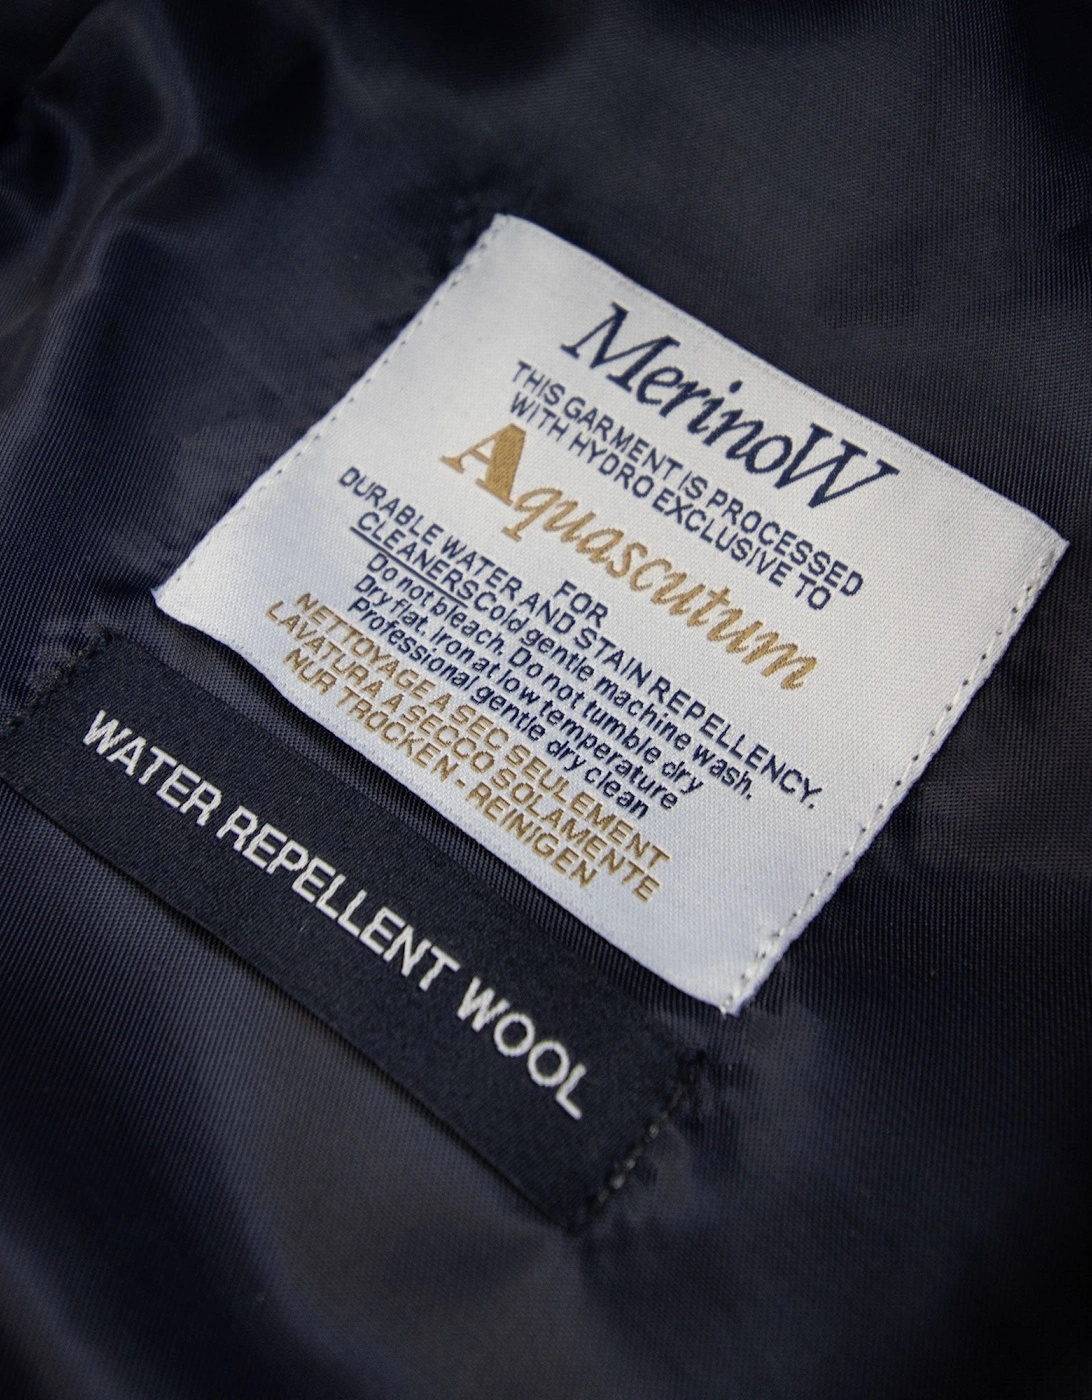 MerinoW
THIS GARMENT IS PROCESSED
WITH HYDRO EXCLUSIVE TO
Aquascutum
FOR
DURABLE WATER AND STAIN REPELLENCY.
CLEANERS Cold gentle machine wash.
Do not bleach. Do not tumble dry
Dry flat. Iron at low temperature
Professional gentle dry clean
NETTOYAGE A SEC SEULEMENT
LAVATURA A SECCO SOLAMENTE
NUR TROCKEN - REINIGEN
WATER REPELLENT WOOL